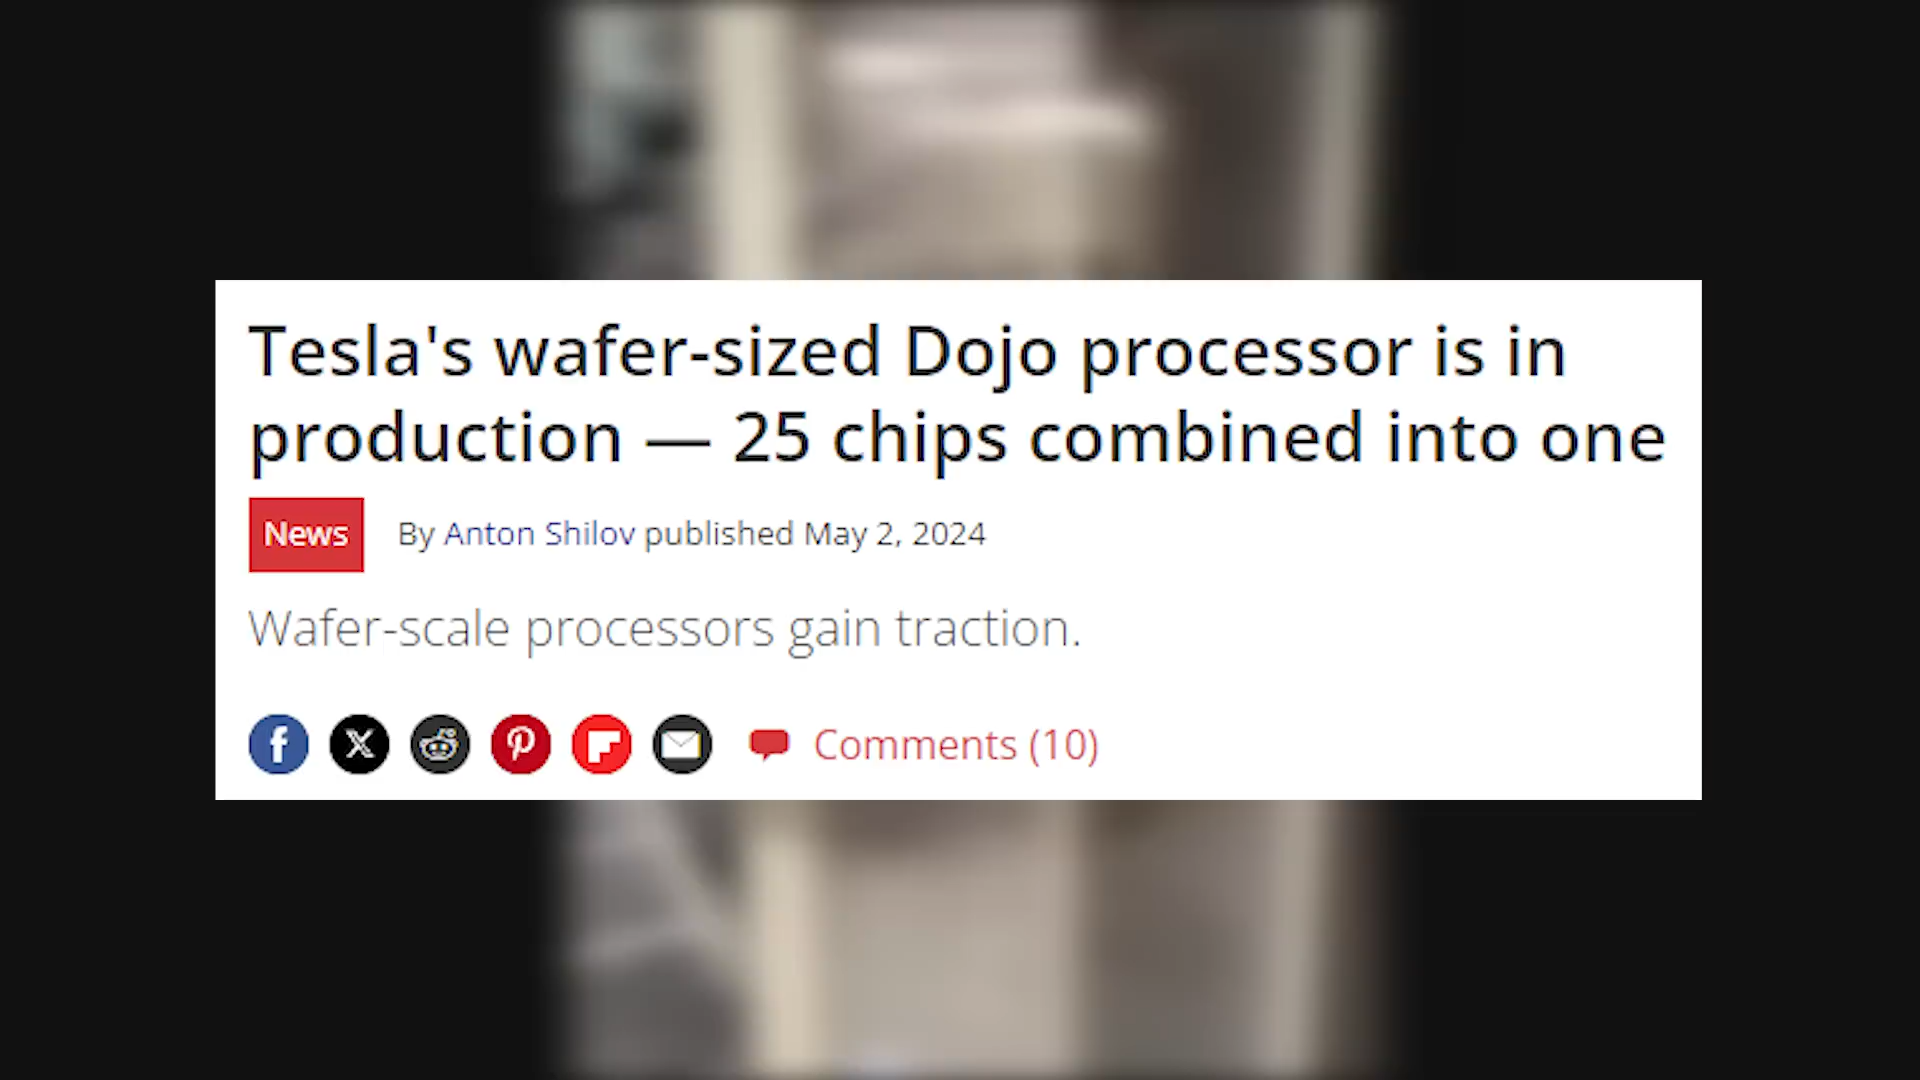 Tesla's wafer-sized Dojo processor is in
production — 25 chips combined into one
News By Anton Shilov published May 2, 2024
Wafer-scale processors gain traction.
Comments (10)